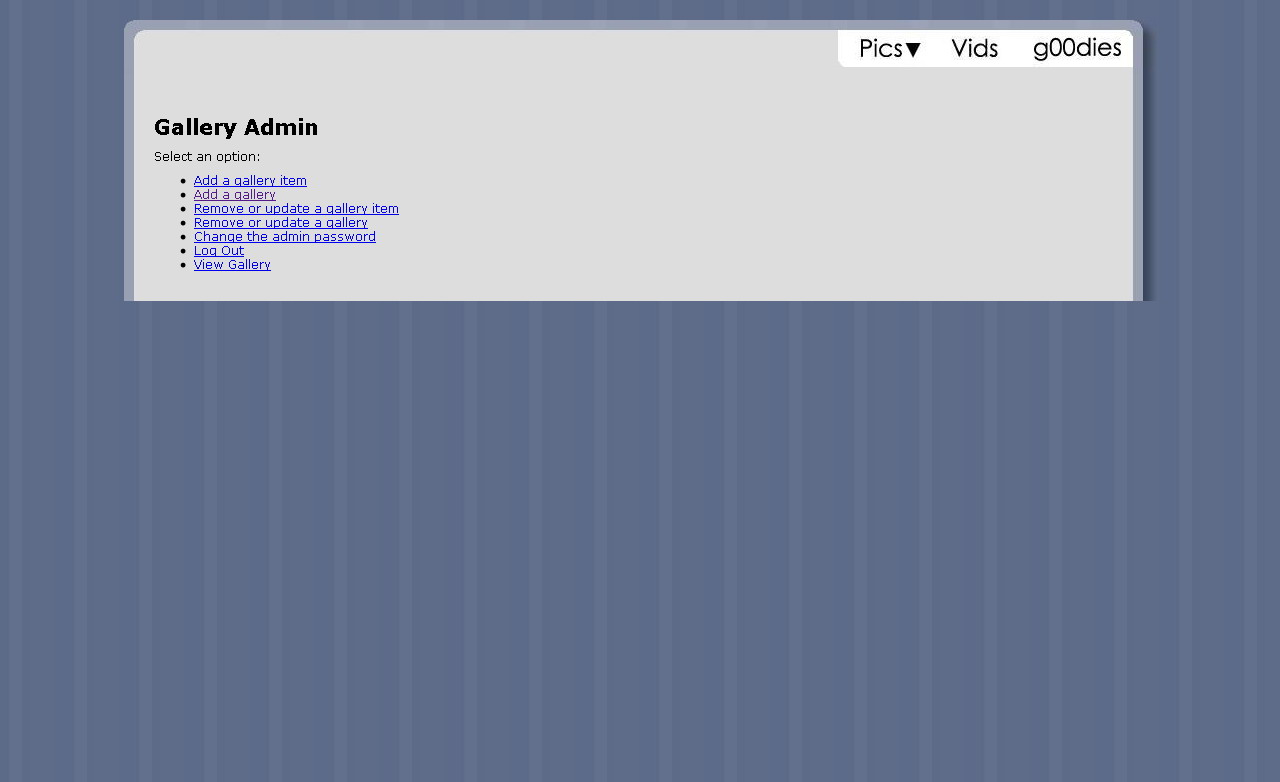 Pics▼ Vids g00dies
Gallery Admin
Select an option:
Add a gallery item
Add a gallery
Remove or update a gallery item
Remove or update a gallery
Change the admin password
Log Out
View Gallery